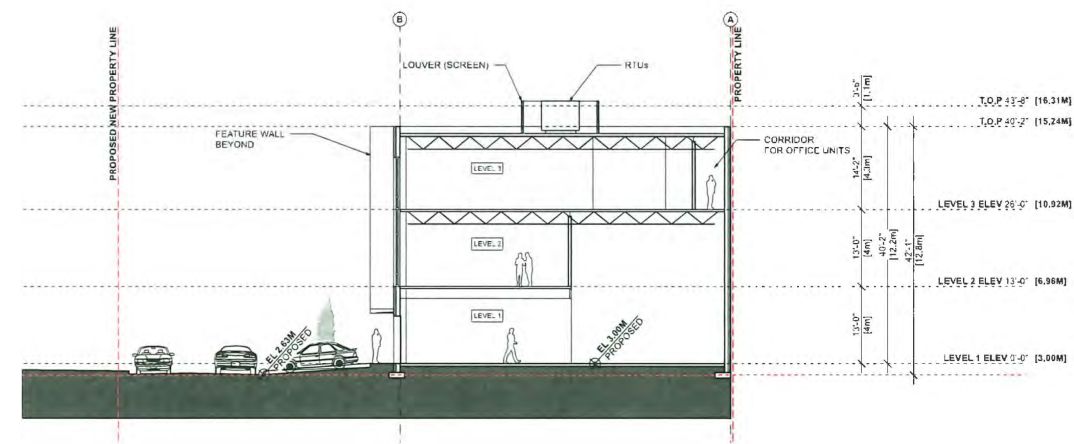 B
A
PROPOSED NEW PROPERTY LINE
PROPERTY LINE
LOUVER (SCREEN)
RTUs
3'-6"
[1.1m]
T.O.P 43'-8" [16,31M]
T.O.P 40'-2" [15,24M]
FEATURE WALL
BEYOND
CORRIDOR
FOR OFFICE UNITS
LEVEL 3
14'-2"
[4.3m]
LEVEL 3 ELEV 26'-0" [10,92M]
LEVEL 2
13'-0"
[4m]
40'-2"
[12.2m]
42'-1"
[12.8m]
LEVEL 2 ELEV 13'-0" [6,96M]
LEVEL 1
EL 2.63M
PROPOSED
EL 3.00M
PROPOSED
13'-0"
[4m]
LEVEL 1 ELEV 0'-0" [3,00M]